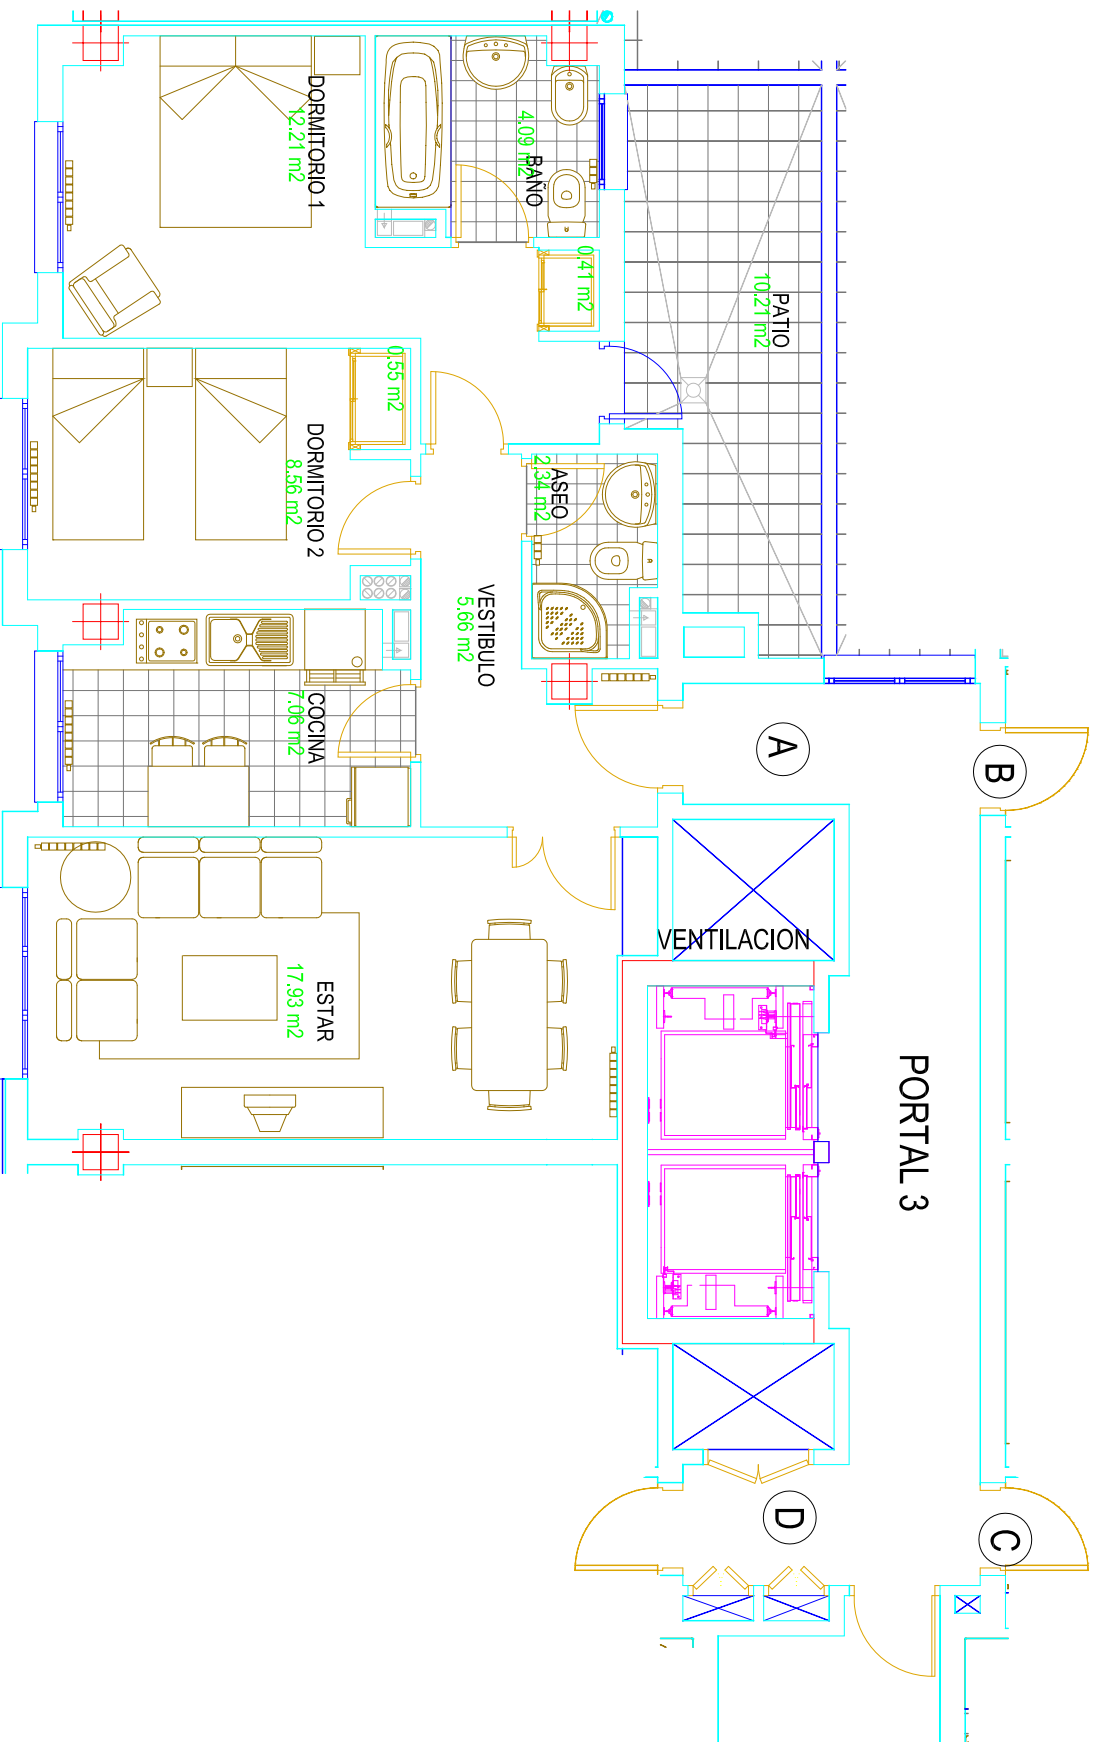 DORMITORIO 1
12.21 m2
BAÑO
4.09 m2
0.41 m2
PATIO
10.21 m2
0.55 m2
DORMITORIO 2
8.56 m2
ASEO
2.34 m2
VESTIBULO
5.66 m2
COCINA
7.06 m2
A
B
VENTILACION
ESTAR
17.93 m2
PORTAL 3
D
C